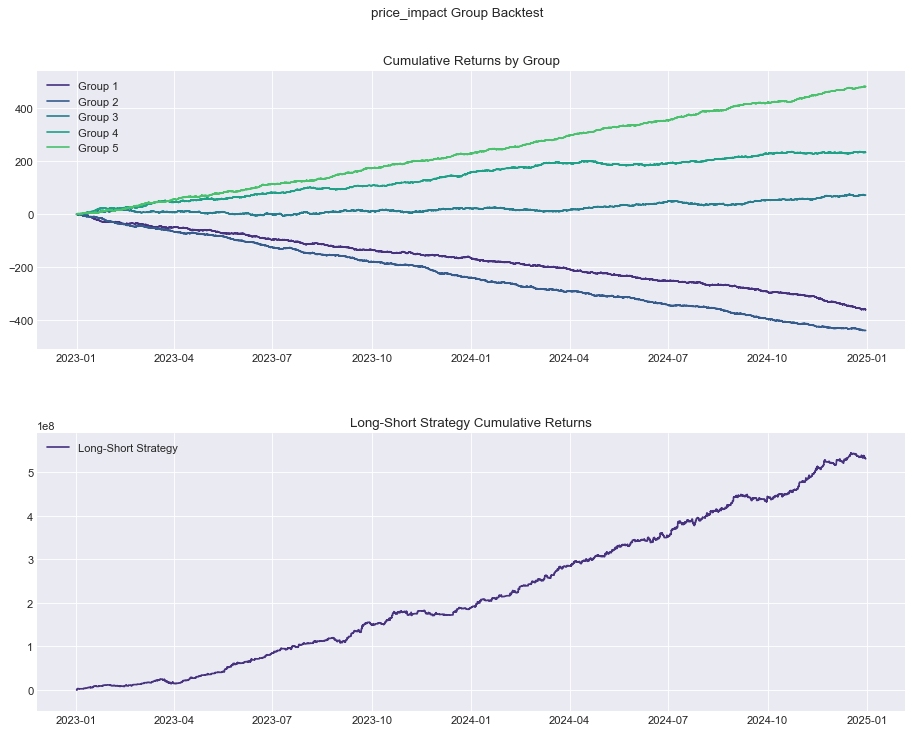 price_impact Group Backtest
Cumulative Returns by Group
Group 1
Group 2
Group 3
Group 4
Group 5
400
200
0
−200
−400
2023-01 2023-04 2023-07 2023-10 2024-01 2024-04 2024-07 2024-10 2025-01
Long-Short Strategy Cumulative Returns
1e8
Long-Short Strategy
5
4
3
2
1
0
2023-01 2023-04 2023-07 2023-10 2024-01 2024-04 2024-07 2024-10 2025-01